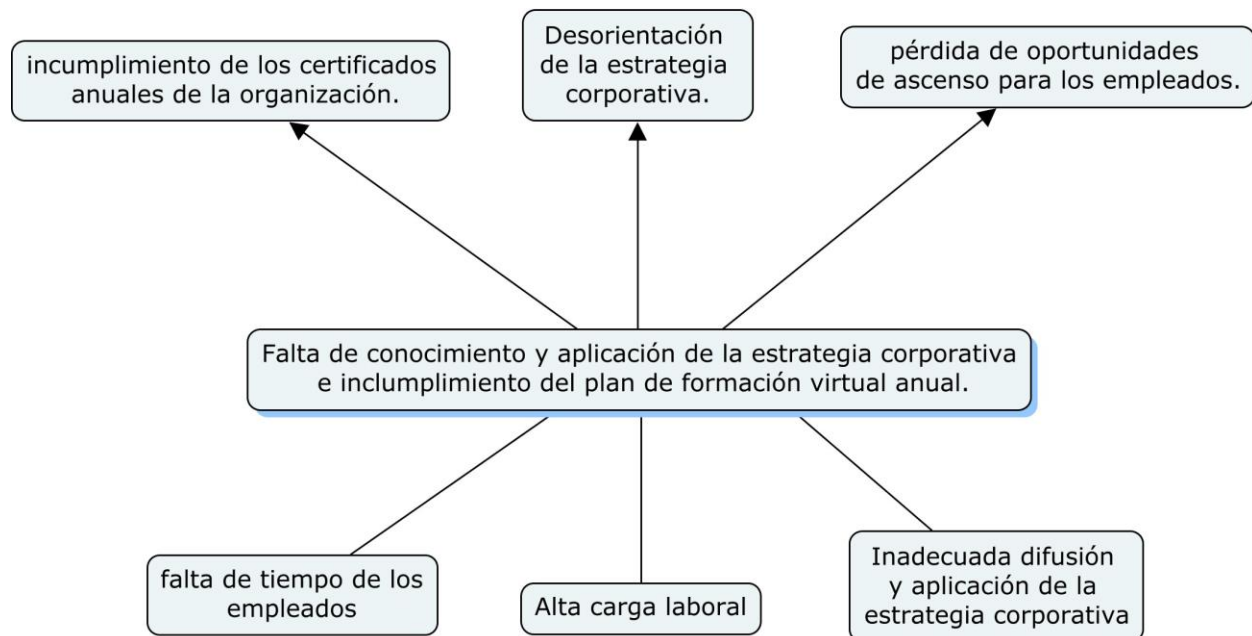 incumplimiento de los certificados
anuales de la organización.
Desorientación
de la estrategia
corporativa.
pérdida de oportunidades
de ascenso para los empleados.
Falta de conocimiento y aplicación de la estrategia corporativa
e inclumplimiento del plan de formación virtual anual.
falta de tiempo de los
empleados
Alta carga laboral
Inadecuada difusión
y aplicación de la
estrategia corporativa